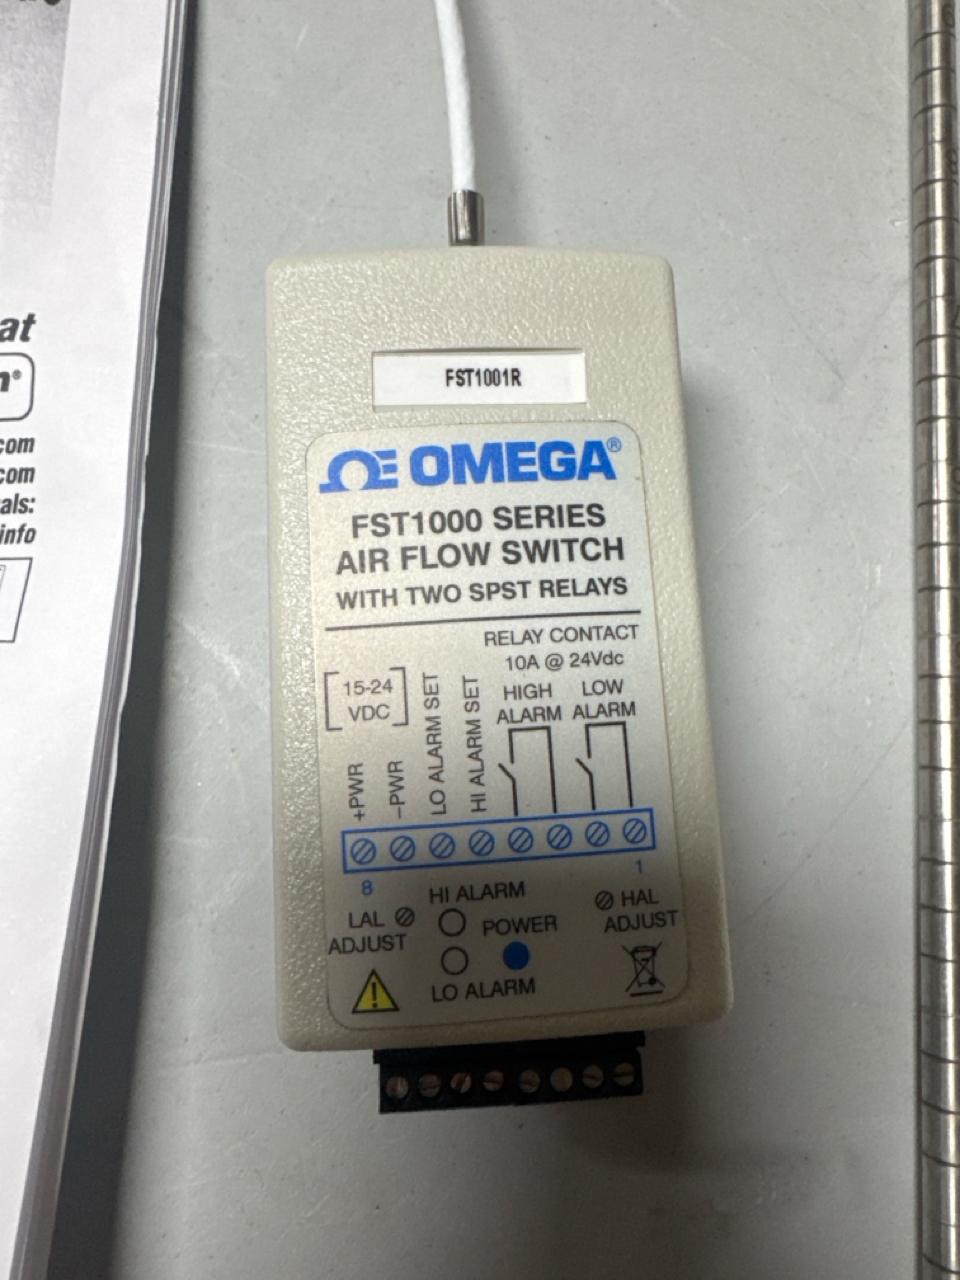 at
n®
com
com
als:
info
FST1001R
ΩE OMEGA®
FST1000 SERIES
AIR FLOW SWITCH
WITH TWO SPST RELAYS
RELAY CONTACT
10A @ 24Vdc
15-24
VDC
+PWR
-PWR
LO ALARM SET
HI ALARM SET
HIGH
ALARM
LOW
ALARM
8
1
HI ALARM
LAL
ADJUST
POWER
HAL
ADJUST
LO ALARM